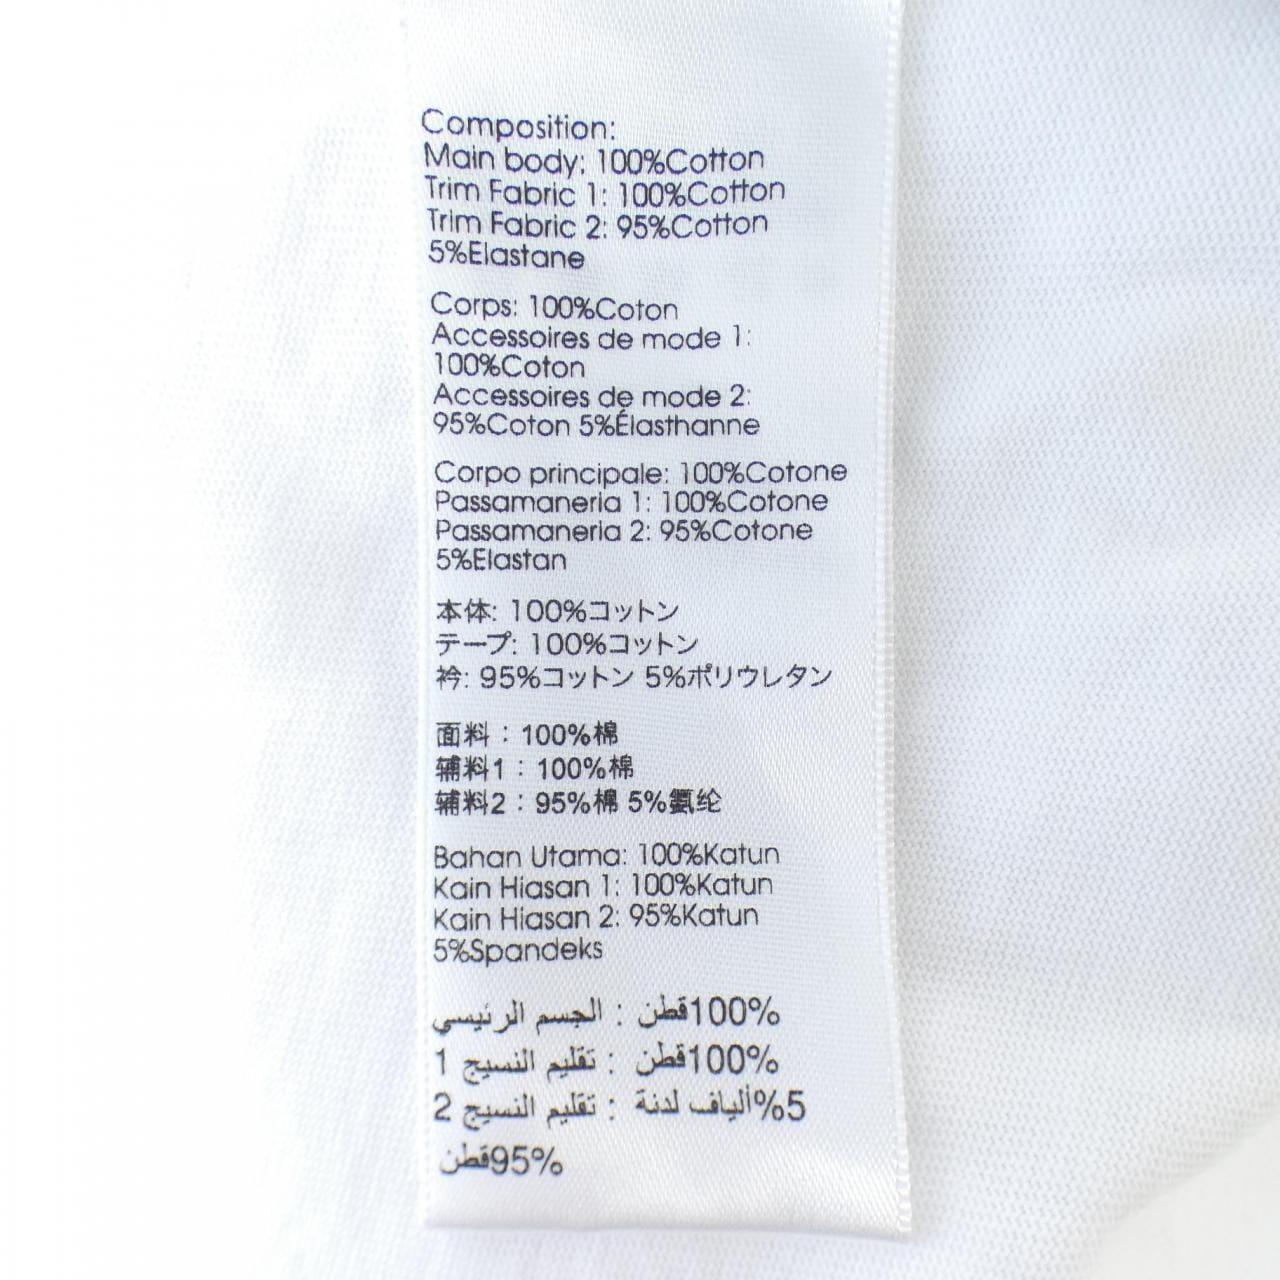 Composition:
Main body: 100%Cotton
Trim Fabric 1: 100%Cotton
Trim Fabric 2: 95%Cotton
5%Elastane
Corps: 100%Coton
Accessoires de mode 1:
100%Coton
Accessoires de mode 2:
95%Coton 5%Élasthanne
Corpo principale: 100%Cotone
Passamaneria 1: 100%Cotone
Passamaneria 2: 95%Cotone
5%Elastan
本体: 100%コットン
テープ: 100%コットン
衿: 95%コットン 5%ポリウレタン
面料：100%棉
辅料1：100%棉
辅料2：95%棉 5%氨纶
Bahan Utama: 100%Katun
Kain Hiasan 1: 100%Katun
Kain Hiasan 2: 95%Katun
5%Spandeks
الجسم الرئيسي : قطن100%
تقليم النسيج 1 : قطن100%
تقليم النسيج 2 : ألياف لدنة %5
قطن95%